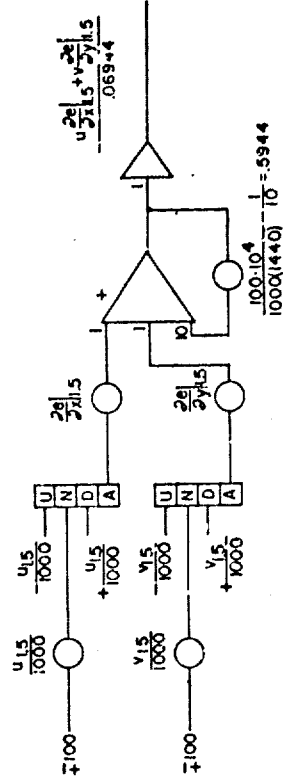 ∓100
u1.5/1000
-u1.5/1000
+u1.5/1000
U
N
D
A
∂e/∂x|1.5
∓100
v1.5/1000
-v1.5/1000
+v1.5/1000
U
N
D
A
∂e/∂y|1.5
+
1
1
10
1
100·10⁴/1000(1440) - 1/10 = .5944
u ∂e/∂x|1.5 + v ∂e/∂y|1.5
.06944